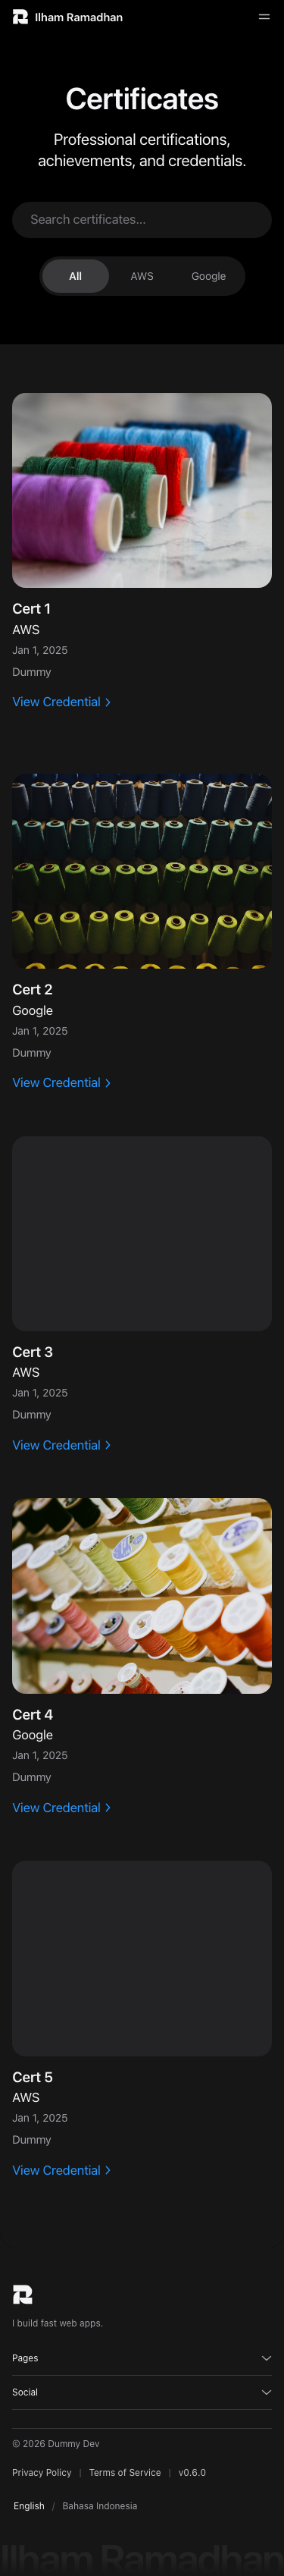 Ilham Ramadhan
Certificates
Professional certifications,
achievements, and credentials.
Search certificates...
All AWS Google
Cert 1
AWS
Jan 1, 2025
Dummy
View Credential
Cert 2
Google
Jan 1, 2025
Dummy
View Credential
Cert 3
AWS
Jan 1, 2025
Dummy
View Credential
Cert 4
Google
Jan 1, 2025
Dummy
View Credential
Cert 5
AWS
Jan 1, 2025
Dummy
View Credential
I build fast web apps.
Pages
Social
© 2026 Dummy Dev
Privacy Policy | Terms of Service | v0.6.0
English / Bahasa Indonesia
Ilham Ramadhan